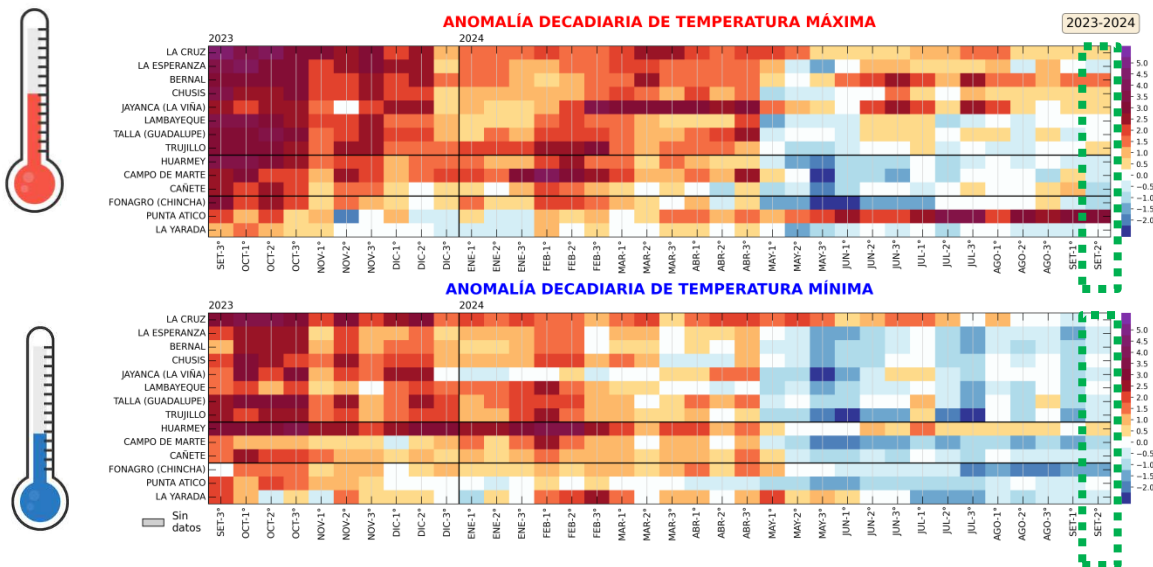 ANOMALÍA DECADIARIA DE TEMPERATURA MÁXIMA
2023-2024
2023
2024
LA CRUZ
LA ESPERANZA
BERNAL
CHUSIS
JAYANCA (LA VIÑA)
LAMBAYEQUE
TALLA (GUADALUPE)
TRUJILLO
HUARMEY
CAMPO DE MARTE
CAÑETE
FONAGRO (CHINCHA)
PUNTA ATICO
LA YARADA
5.0
4.5
4.0
3.5
3.0
2.5
2.0
1.5
1.0
0.5
0.0
-0.5
-1.0
-1.5
-2.0
SET-3°
OCT-1°
OCT-2°
OCT-3°
NOV-1°
NOV-2°
NOV-3°
DIC-1°
DIC-2°
DIC-3°
ENE-1°
ENE-2°
ENE-3°
FEB-1°
FEB-2°
FEB-3°
MAR-1°
MAR-2°
MAR-3°
ABR-1°
ABR-2°
ABR-3°
MAY-1°
MAY-2°
MAY-3°
JUN-1°
JUN-2°
JUN-3°
JUL-1°
JUL-2°
JUL-3°
AGO-1°
AGO-2°
AGO-3°
SET-1°
SET-2°
ANOMALÍA DECADIARIA DE TEMPERATURA MÍNIMA
2023
2024
LA CRUZ
LA ESPERANZA
BERNAL
CHUSIS
JAYANCA (LA VIÑA)
LAMBAYEQUE
TALLA (GUADALUPE)
TRUJILLO
HUARMEY
CAMPO DE MARTE
CAÑETE
FONAGRO (CHINCHA)
PUNTA ATICO
LA YARADA
5.0
4.5
4.0
3.5
3.0
2.5
2.0
1.5
1.0
0.5
0.0
-0.5
-1.0
-1.5
-2.0
Sin
datos
SET-3°
OCT-1°
OCT-2°
OCT-3°
NOV-1°
NOV-2°
NOV-3°
DIC-1°
DIC-2°
DIC-3°
ENE-1°
ENE-2°
ENE-3°
FEB-1°
FEB-2°
FEB-3°
MAR-1°
MAR-2°
MAR-3°
ABR-1°
ABR-2°
ABR-3°
MAY-1°
MAY-2°
MAY-3°
JUN-1°
JUN-2°
JUN-3°
JUL-1°
JUL-2°
JUL-3°
AGO-1°
AGO-2°
AGO-3°
SET-1°
SET-2°